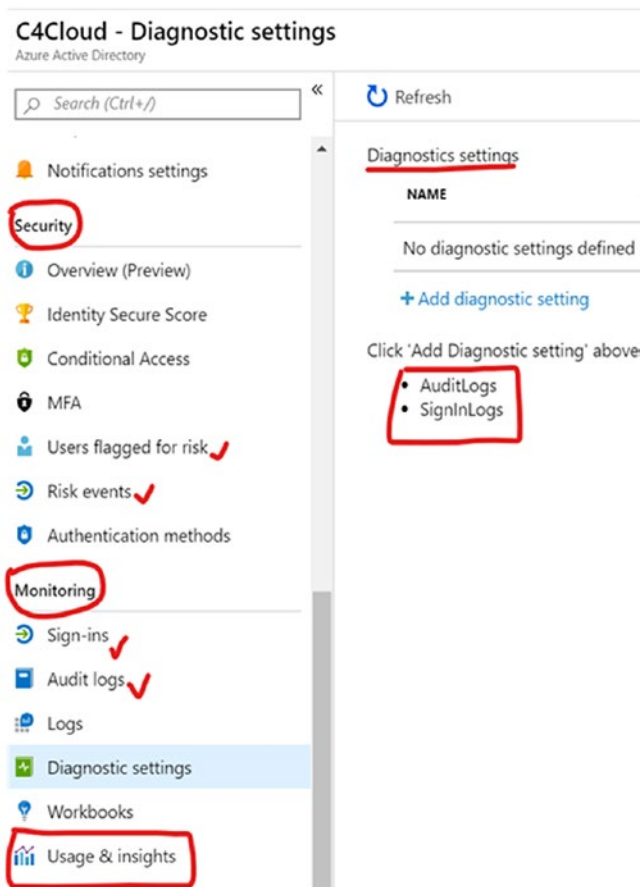 C4Cloud - Diagnostic settings
Azure Active Directory
Search (Ctrl+/)
«
Notifications settings
Security
Overview (Preview)
Identity Secure Score
Conditional Access
MFA
Users flagged for risk
Risk events
Authentication methods
Monitoring
Sign-ins
Audit logs
Logs
Diagnostic settings
Workbooks
Usage & insights
Refresh
Diagnostics settings
NAME
No diagnostic settings defined
+ Add diagnostic setting
Click 'Add Diagnostic setting' above
• AuditLogs
• SignInLogs